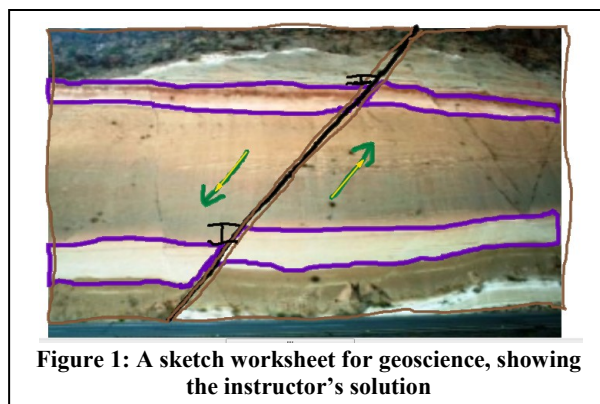 Figure 1: A sketch worksheet for geoscience, showing
the instructor's solution